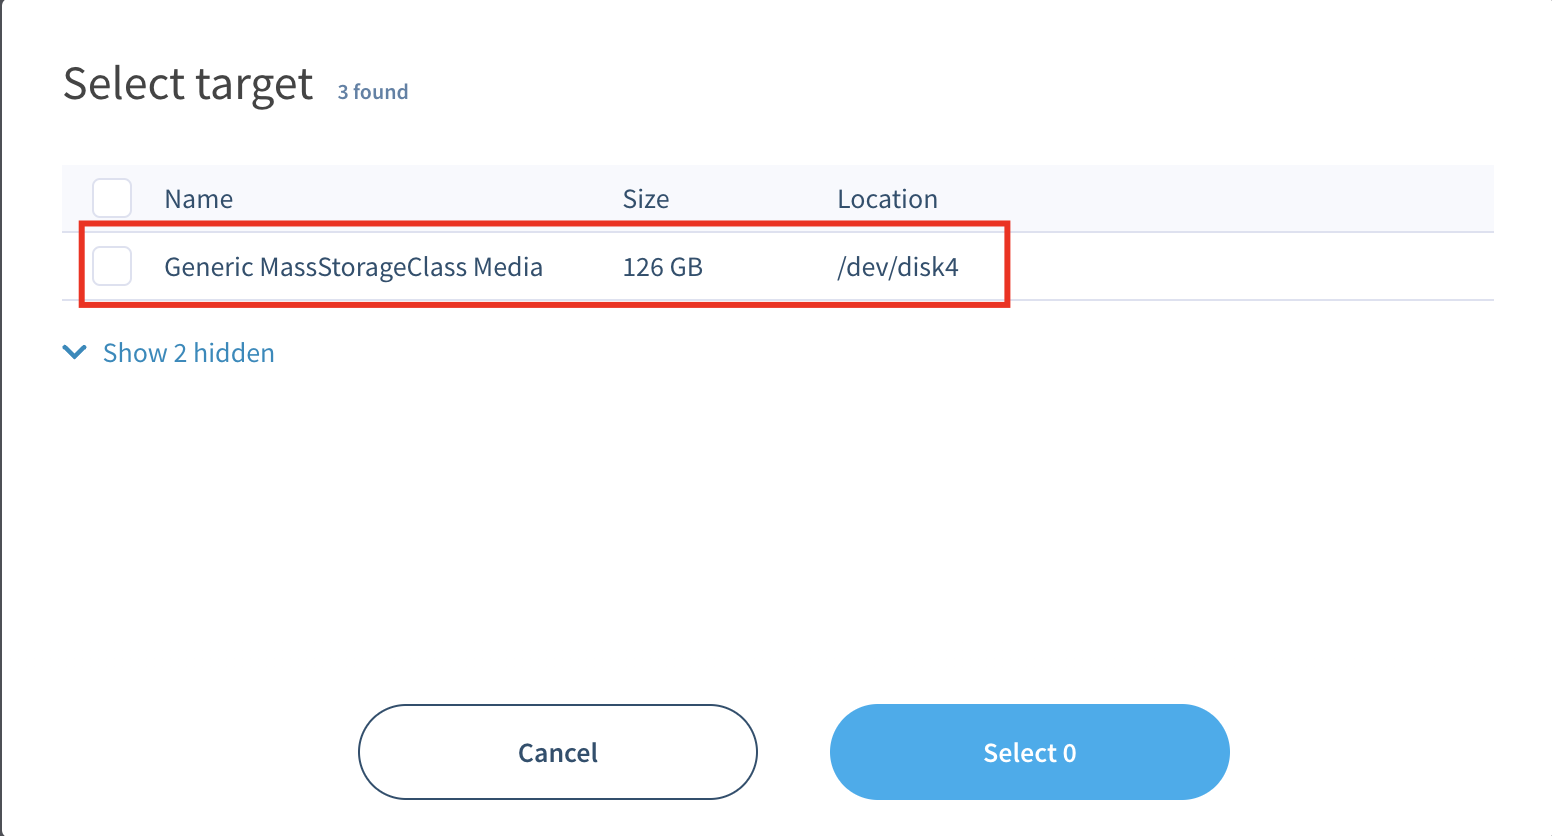 Select target 3 found
Name Size Location
Generic MassStorageClass Media 126 GB /dev/disk4
Show 2 hidden
Cancel Select 0